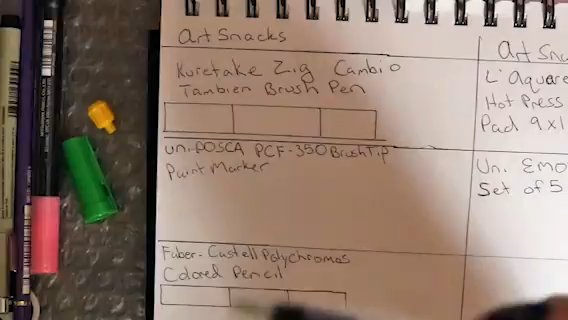 Art Snacks
Kuretake Zig Cambio
Tambien Brush Pen
Uni-POSCA PCF-350 Brush Tip
Paint Marker
Faber-Castell Polychromos
Colored Pencil
Art Sna
L'Aquare
Hot Press
Pad 9x1
Uni Emo
Set of 5